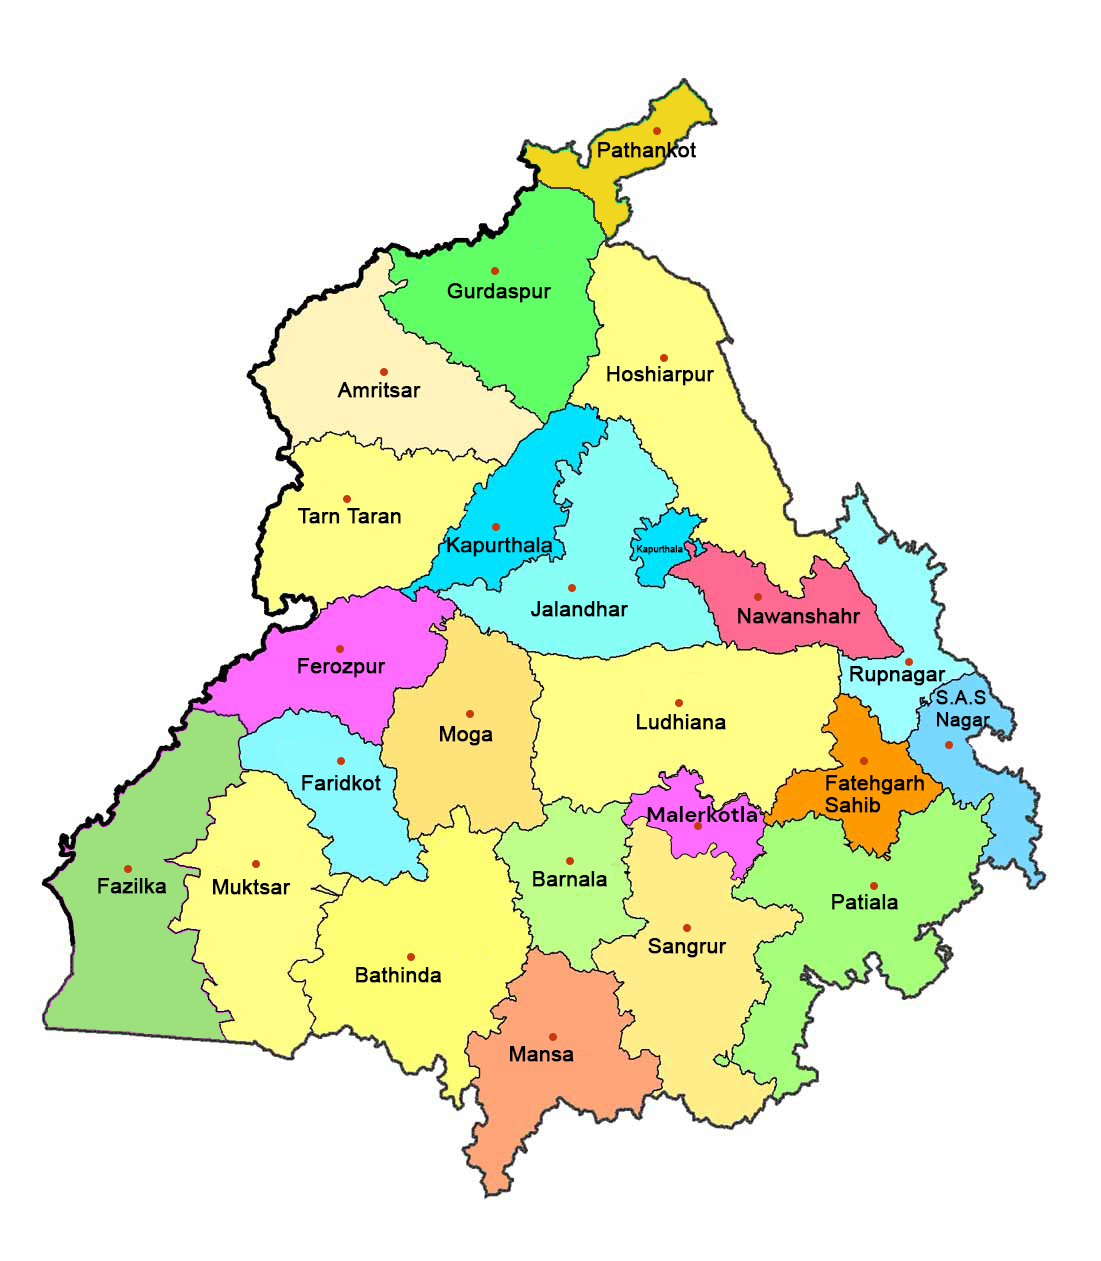 Pathankot
Gurdaspur
Hoshiarpur
Amritsar
Tarn Taran
Kapurthala
Kapurthala
Jalandhar
Nawanshahr
Ferozpur
Rupnagar
S.A.S
Nagar
Moga
Ludhiana
Faridkot
Fatehgarh
Sahib
Malerkotla
Fazilka
Muktsar
Barnala
Patiala
Sangrur
Bathinda
Mansa